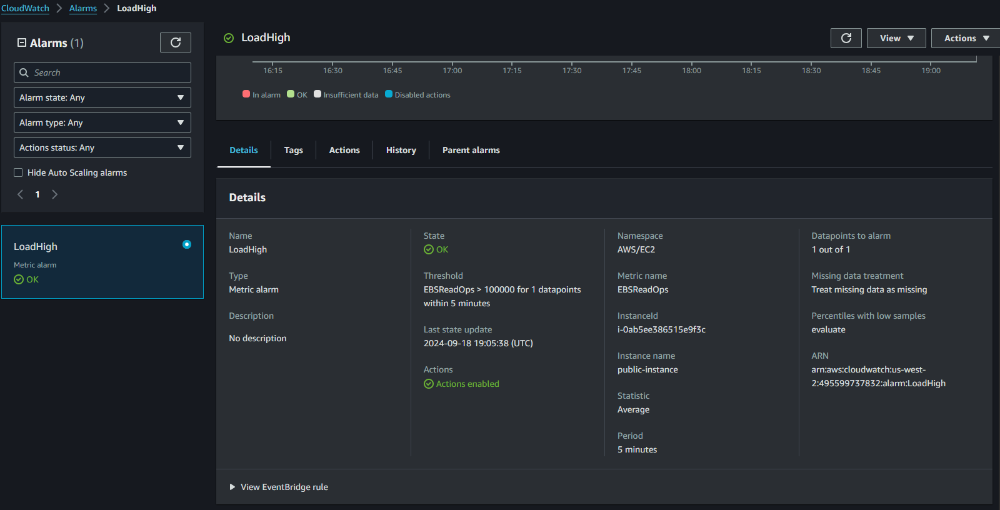 CloudWatch > Alarms > LoadHigh
Alarms (1)
Search
Alarm state: Any
Alarm type: Any
Actions status: Any
Hide Auto Scaling alarms
1
LoadHigh
Metric alarm
OK
LoadHigh
View
Actions
16:15 16:30 16:45 17:00 17:15 17:30 17:45 18:00 18:15 18:30 18:45 19:00
In alarm OK Insufficient data Disabled actions
Details Tags Actions History Parent alarms
Details
Name
LoadHigh
Type
Metric alarm
Description
No description
State
OK
Threshold
EBSReadOps > 100000 for 1 datapoints
within 5 minutes
Last state update
2024-09-18 19:05:38 (UTC)
Actions
Actions enabled
Namespace
AWS/EC2
Metric name
EBSReadOps
InstanceId
i-0ab5ee386515e9f3c
Instance name
public-instance
Statistic
Average
Period
5 minutes
Datapoints to alarm
1 out of 1
Missing data treatment
Treat missing data as missing
Percentiles with low samples
evaluate
ARN
arn:aws:cloudwatch:us-west-
2:495599737832:alarm:LoadHigh
View EventBridge rule